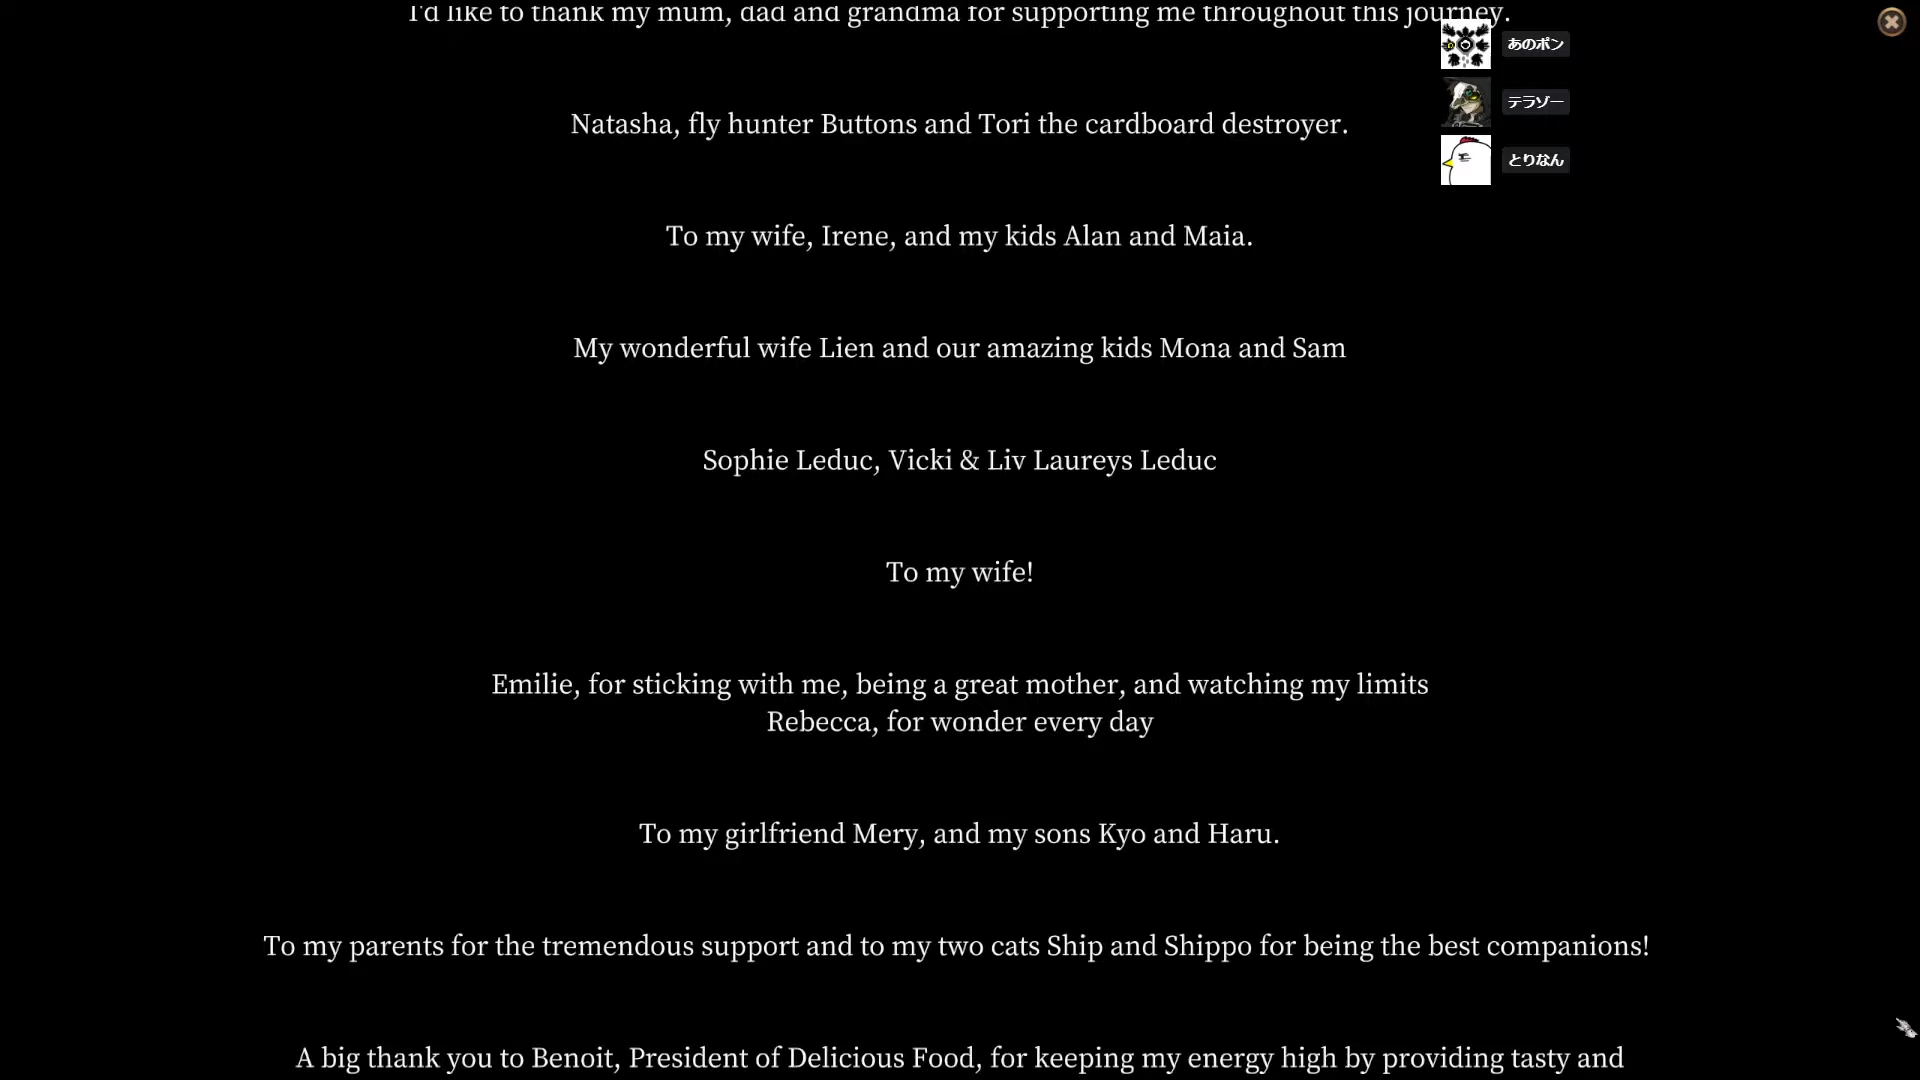 I'd like to thank my mum, dad and grandma for supporting me throughout this journey.
あのポン
Natasha, fly hunter Buttons and Tori the cardboard destroyer.
テラゾー
とりなん
To my wife, Irene, and my kids Alan and Maia.
My wonderful wife Lien and our amazing kids Mona and Sam
Sophie Leduc, Vicki & Liv Laureys Leduc
To my wife!
Emilie, for sticking with me, being a great mother, and watching my limits
Rebecca, for wonder every day
To my girlfriend Mery, and my sons Kyo and Haru.
To my parents for the tremendous support and to my two cats Ship and Shippo for being the best companions!
A big thank you to Benoit, President of Delicious Food, for keeping my energy high by providing tasty and